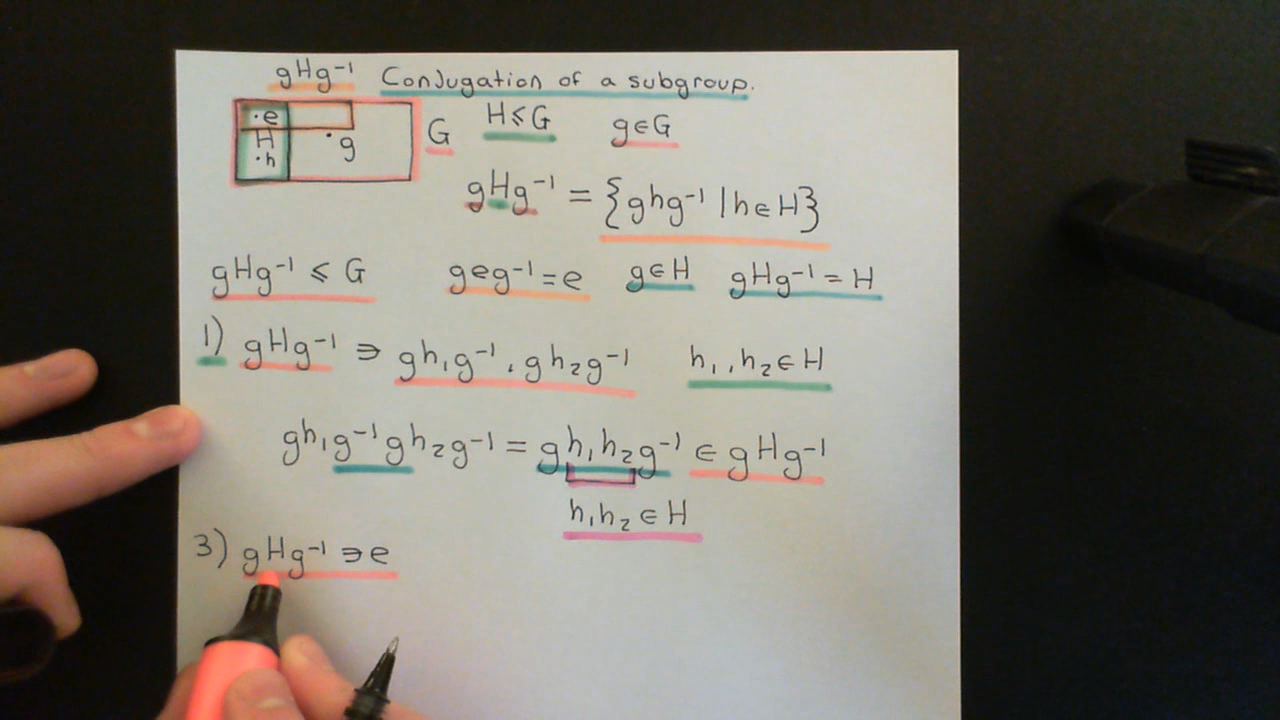 gHg⁻¹ Conjugation of a subgroup.
·e H ·h ·g G H ⩽ G g ∈ G
gHg⁻¹ = {ghg⁻¹ | h ∈ H}
gHg⁻¹ ⩽ G geg⁻¹ = e g ∈ H gHg⁻¹ = H
1) gHg⁻¹ ∋ gh₁g⁻¹, gh₂g⁻¹ h₁, h₂ ∈ H
gh₁g⁻¹gh₂g⁻¹ = gh₁h₂g⁻¹ ∈ gHg⁻¹
h₁h₂ ∈ H
3) gHg⁻¹ ∋ e